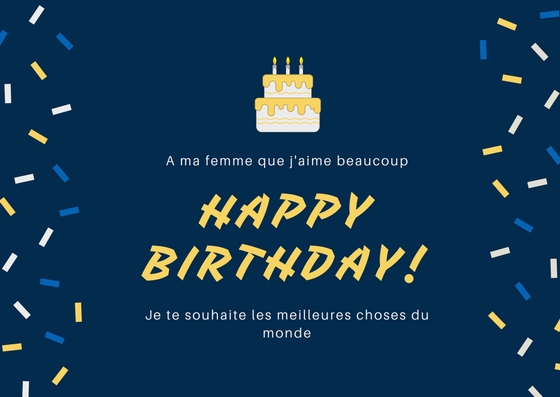 A ma femme que j'aime beaucoup
HAPPY
BIRTHDAY!
Je te souhaite les meilleures choses du
monde